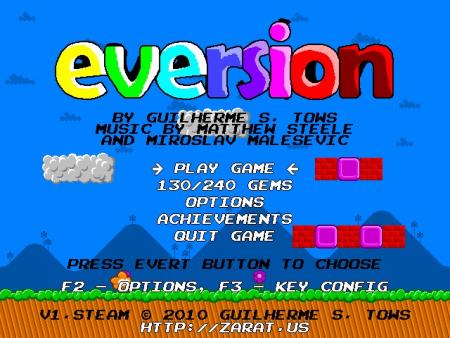 eversion
BY GUILHERME S. TOWS
MUSIC BY MATTHEW STEELE
AND MIROSLAV MALESEVIC
→ PLAY GAME ←
130/240 GEMS
OPTIONS
ACHIEVEMENTS
QUIT GAME
PRESS EVERT BUTTON TO CHOOSE
F2 - OPTIONS, F3 - KEY CONFIG
V1.STEAM © 2010 GUILHERME S. TOWS
HTTP://ZARAT.US